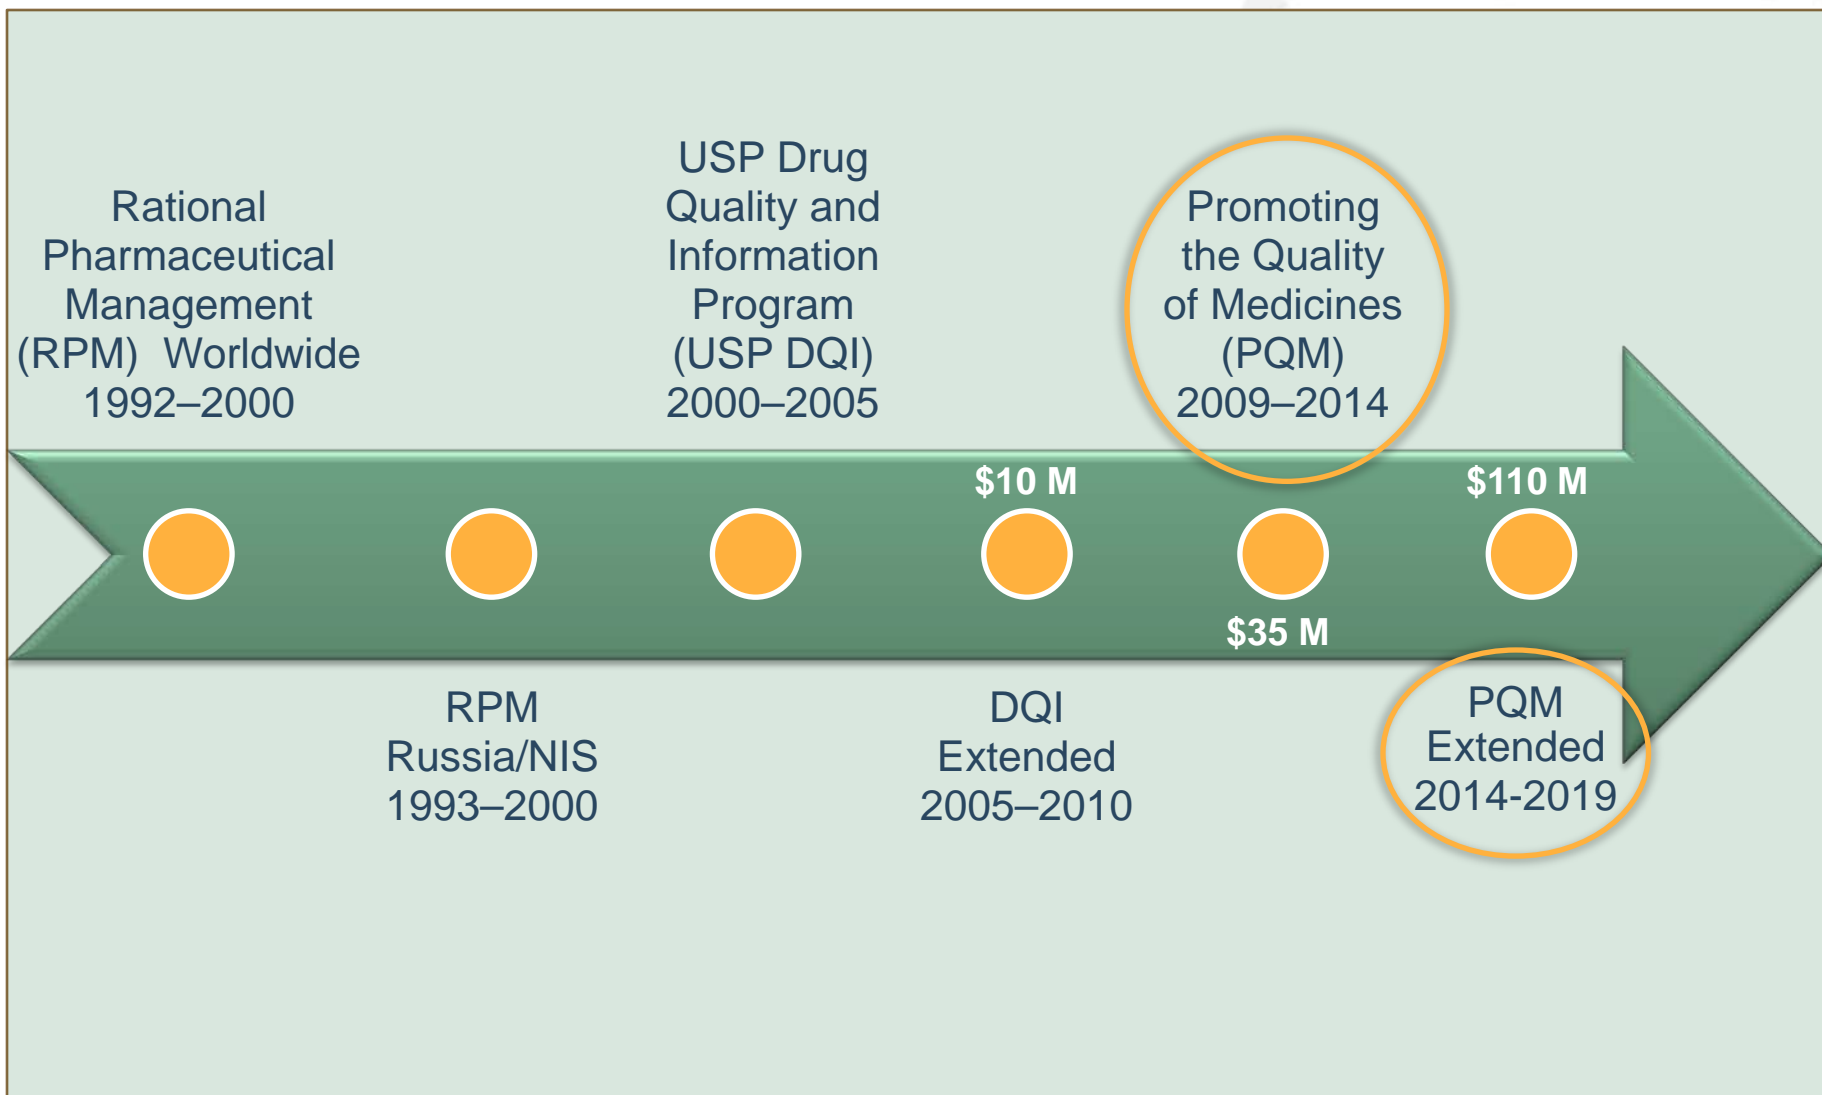 Rational
Pharmaceutical
Management
(RPM)  Worldwide
1992–2000
USP Drug
Quality and
Information
Program
(USP DQI)
2000–2005
Promoting
the Quality
of Medicines
(PQM)
2009–2014
$10 M
$110 M
$35 M
RPM
Russia/NIS
1993–2000
DQI
Extended
2005–2010
PQM
Extended
2014-2019